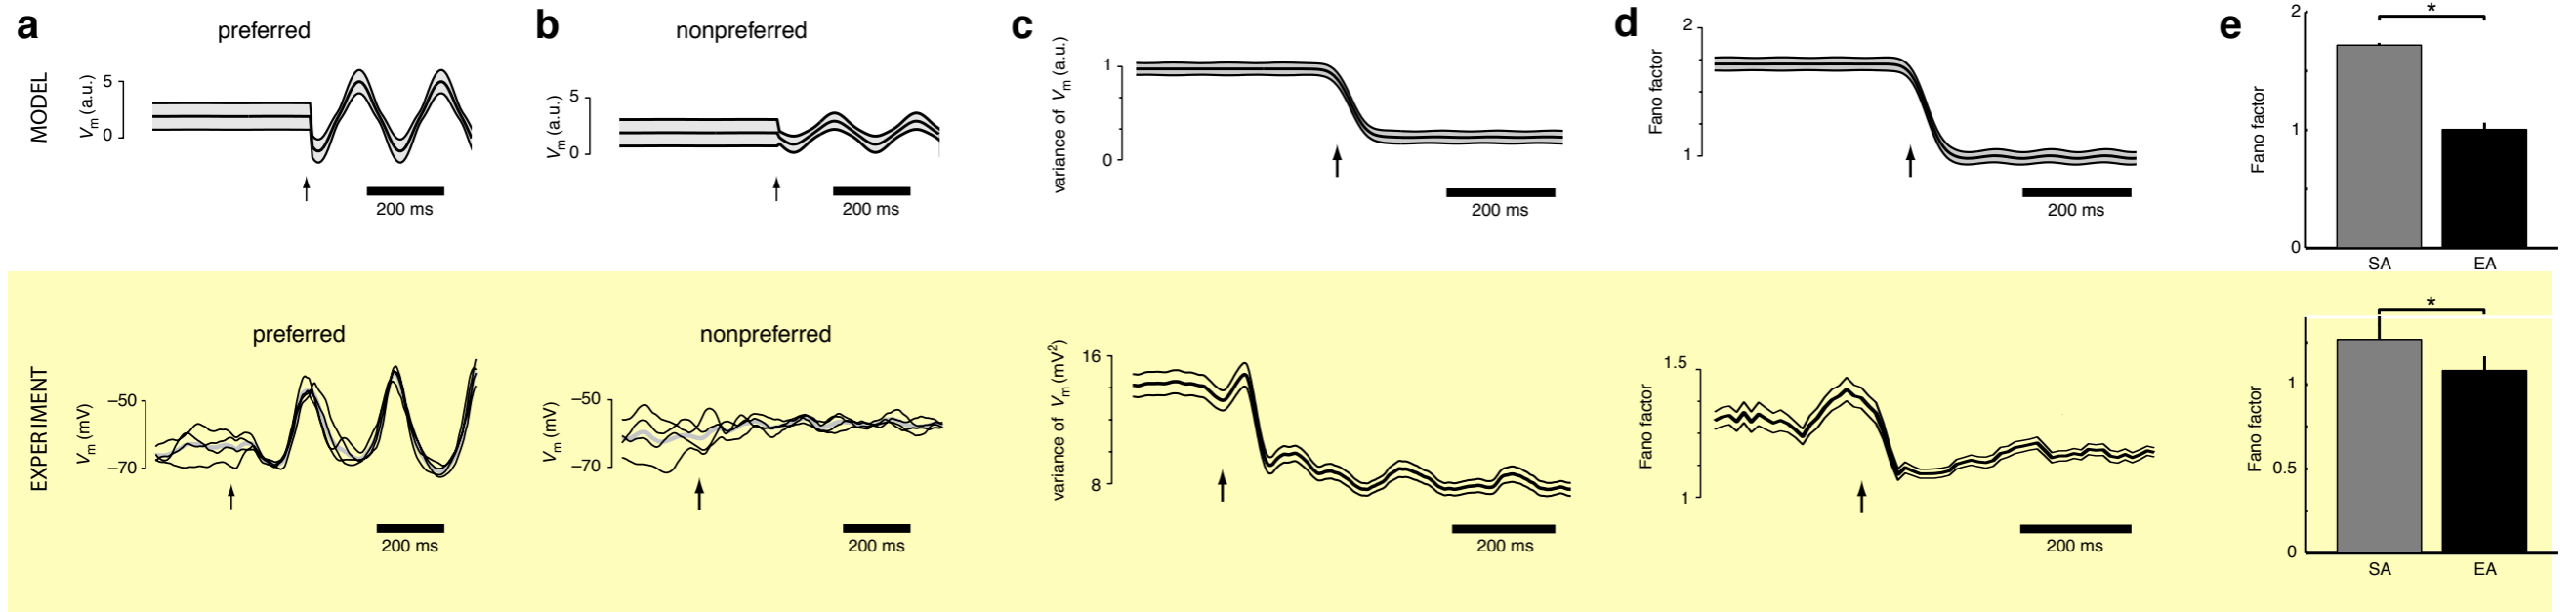 a
preferred
MODEL
Vm (a.u.)
5
0
200 ms
b
nonpreferred
Vm (a.u.)
5
0
200 ms
c
variance of Vm (a.u.)
1
0
200 ms
d
Fano factor
2
1
200 ms
e
Fano factor
2
1
0
*
SA
EA
EXPERIMENT
preferred
Vm (mV)
−50
−70
200 ms
nonpreferred
Vm (mV)
−50
−70
200 ms
variance of Vm (mV²)
16
8
200 ms
Fano factor
1.5
1
200 ms
Fano factor
1
0.5
0
*
SA
EA